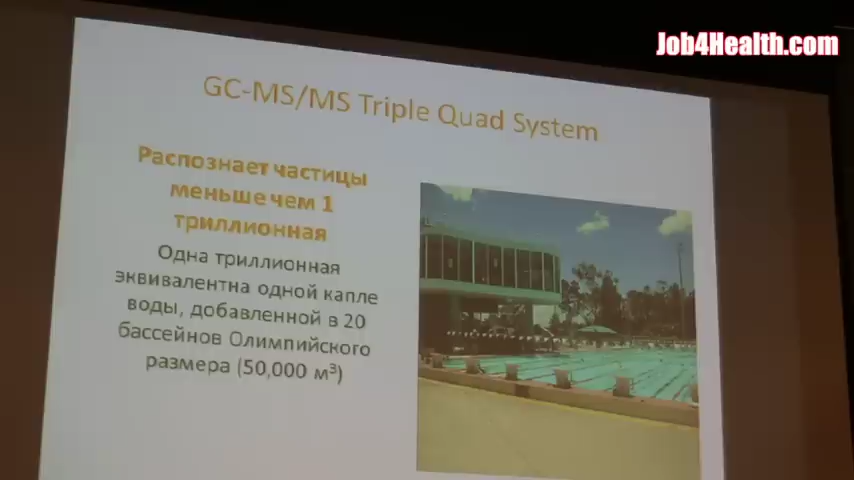 Job4Health.com
GC-MS/MS Triple Quad System
Распознает частицы
меньше чем 1
триллионная
Одна триллионная
эквивалентна одной капле
воды, добавленной в 20
бассейнов Олимпийского
размера (50,000 м³)